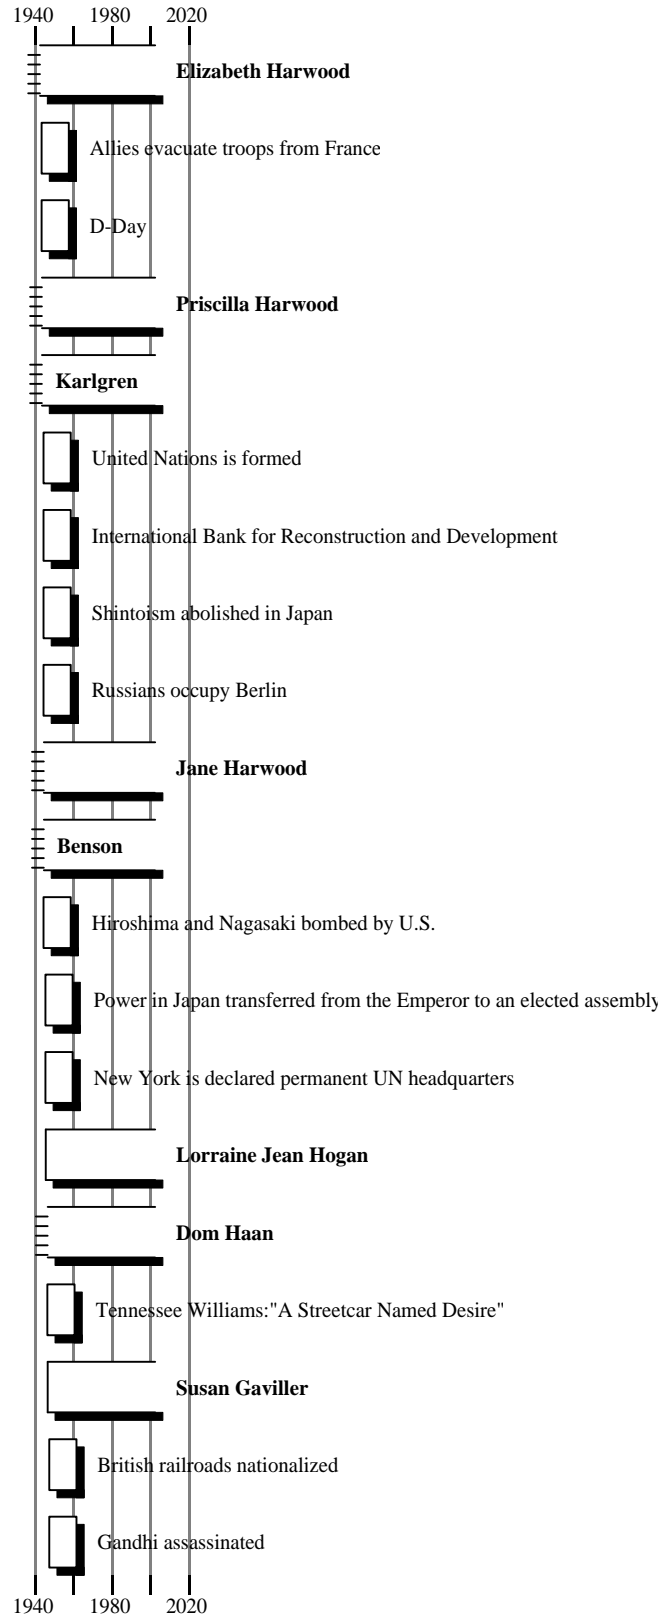 1940 1980 2020
Elizabeth Harwood
Allies evacuate troops from France
D-Day
Priscilla Harwood
Karlgren
United Nations is formed
International Bank for Reconstruction and Development
Shintoism abolished in Japan
Russians occupy Berlin
Jane Harwood
Benson
Hiroshima and Nagasaki bombed by U.S.
Power in Japan transferred from the Emperor to an elected assembly
New York is declared permanent UN headquarters
Lorraine Jean Hogan
Dom Haan
Tennessee Williams:"A Streetcar Named Desire"
Susan Gaviller
British railroads nationalized
Gandhi assassinated
1940 1980 2020